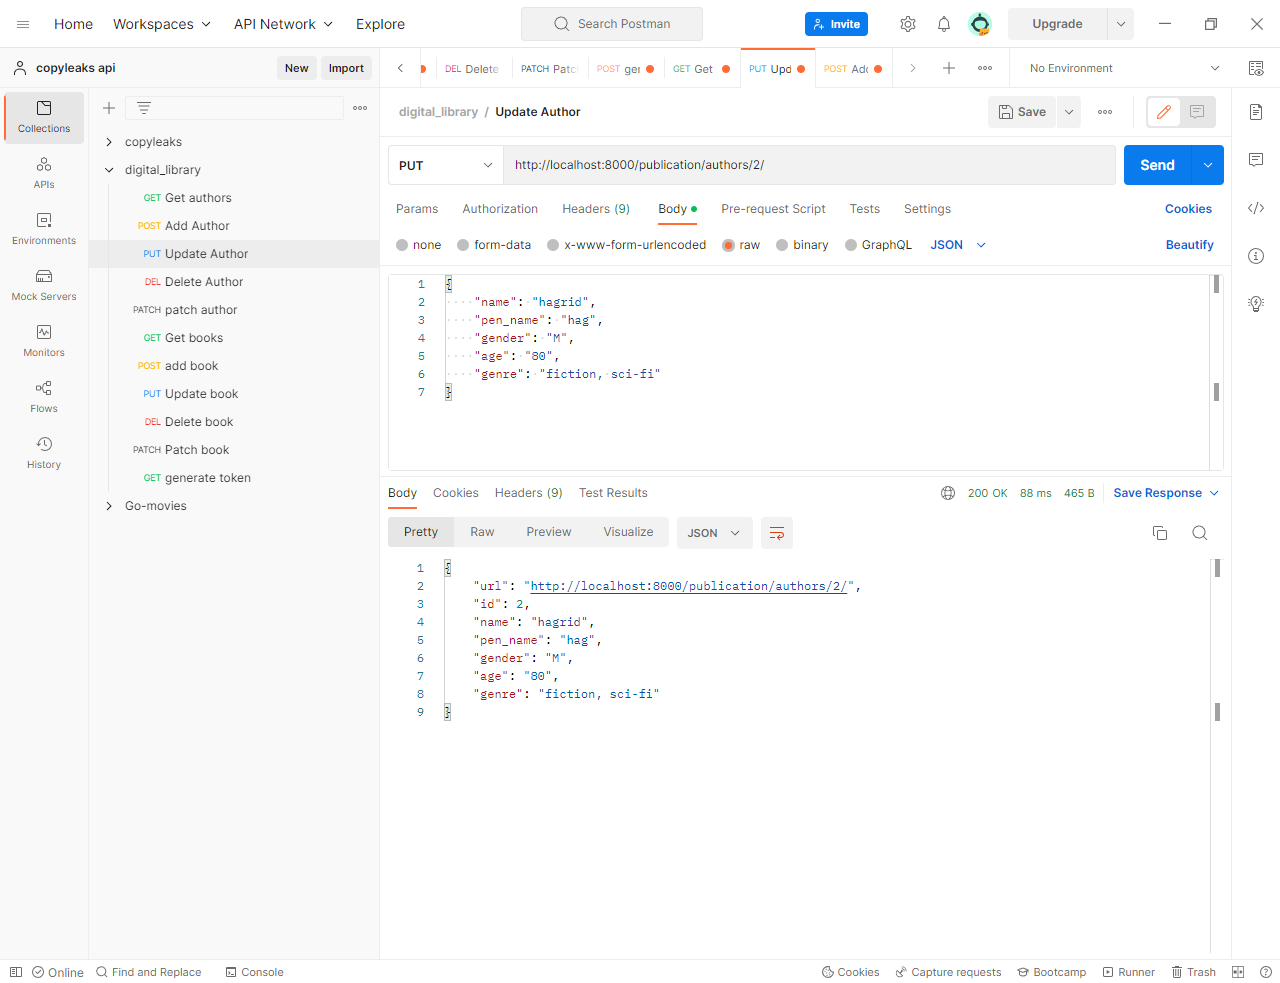 Home Workspaces API Network Explore Search Postman Invite Upgrade
copyleaks api New Import DEL Delete PATCH Patc POST gen GET Get PUT Upd POST Add No Environment
Collections
APIs
Environments
Mock Servers
Monitors
Flows
History
copyleaks
digital_library
GET Get authors
POST Add Author
PUT Update Author
DEL Delete Author
PATCH patch author
GET Get books
POST add book
PUT Update book
DEL Delete book
PATCH Patch book
GET generate token
Go-movies
digital_library / Update Author Save
PUT http://localhost:8000/publication/authors/2/ Send
Params Authorization Headers (9) Body Pre-request Script Tests Settings Cookies
none form-data x-www-form-urlencoded raw binary GraphQL JSON Beautify
1 {
2 "name": "hagrid",
3 "pen_name": "hag",
4 "gender": "M",
5 "age": "80",
6 "genre": "fiction, sci-fi"
7 }
Body Cookies Headers (9) Test Results 200 OK 88 ms 465 B Save Response
Pretty Raw Preview Visualize JSON
1 {
2 "url": "http://localhost:8000/publication/authors/2/",
3 "id": 2,
4 "name": "hagrid",
5 "pen_name": "hag",
6 "gender": "M",
7 "age": "80",
8 "genre": "fiction, sci-fi"
9 }
Online Find and Replace Console Cookies Capture requests Bootcamp Runner Trash